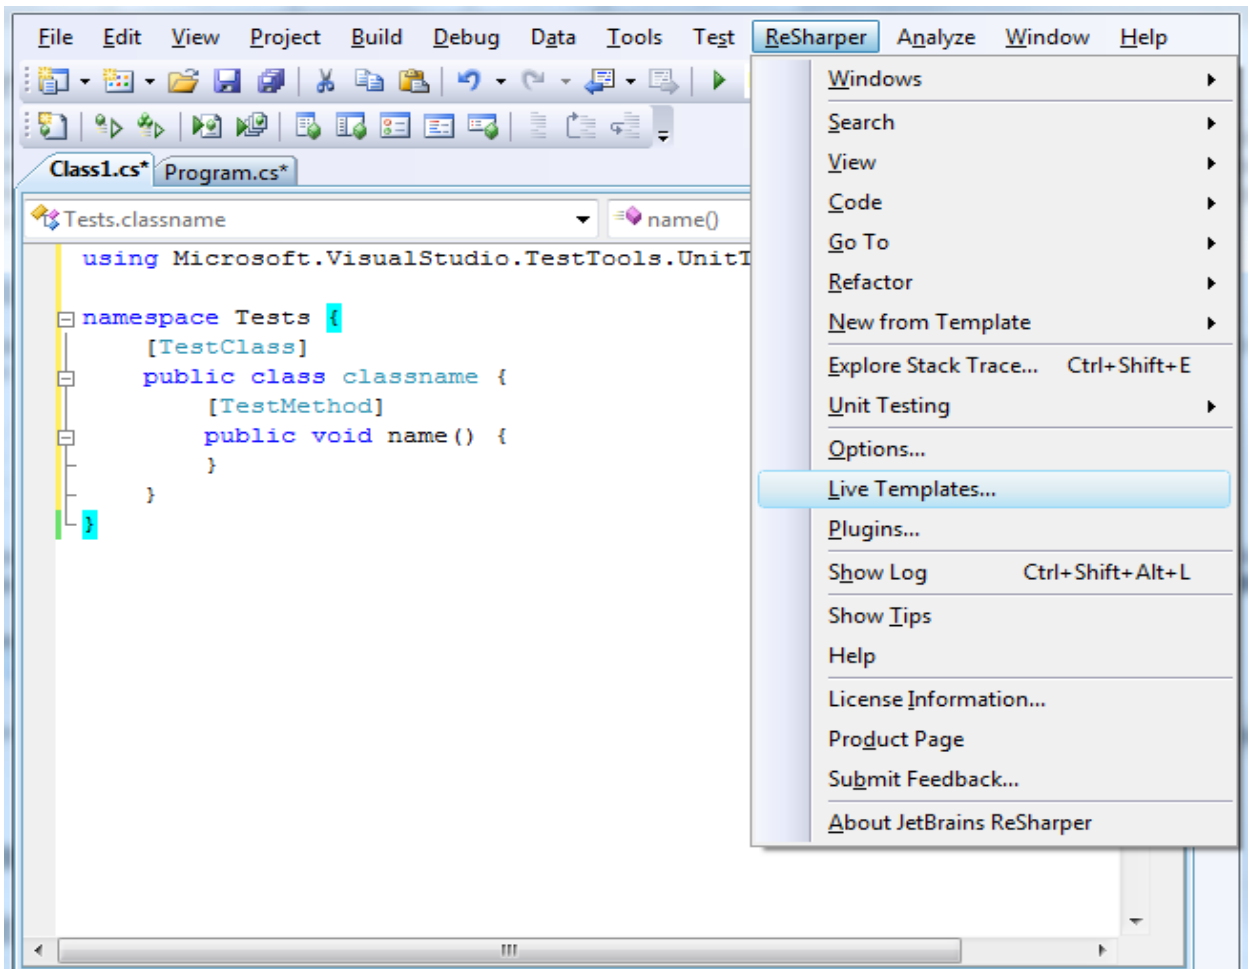 File Edit View Project Build Debug Data Tools Test ReSharper Analyze Window Help
Class1.cs* Program.cs*
Tests.classname name()
using Microsoft.VisualStudio.TestTools.UnitT
namespace Tests {
[TestClass]
public class classname {
[TestMethod]
public void name() {
}
}
}
Windows
Search
View
Code
Go To
Refactor
New from Template
Explore Stack Trace... Ctrl+Shift+E
Unit Testing
Options...
Live Templates...
Plugins...
Show Log Ctrl+Shift+Alt+L
Show Tips
Help
License Information...
Product Page
Submit Feedback...
About JetBrains ReSharper